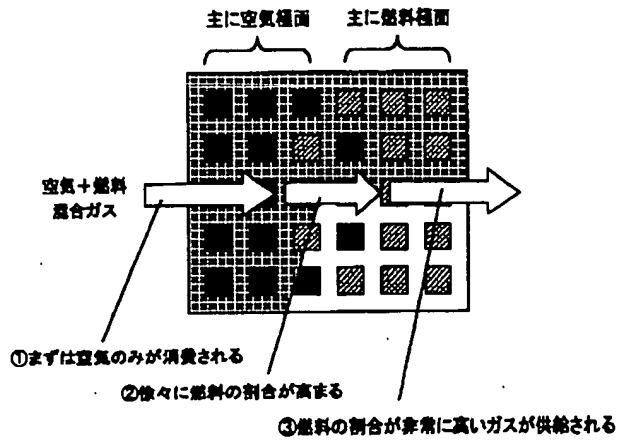 主に空気極面
主に燃料極面
空気+燃料
混合ガス
①まずは空気のみが消費される
②徐々に燃料の割合が高まる
③燃料の割合が非常に高いガスが供給される